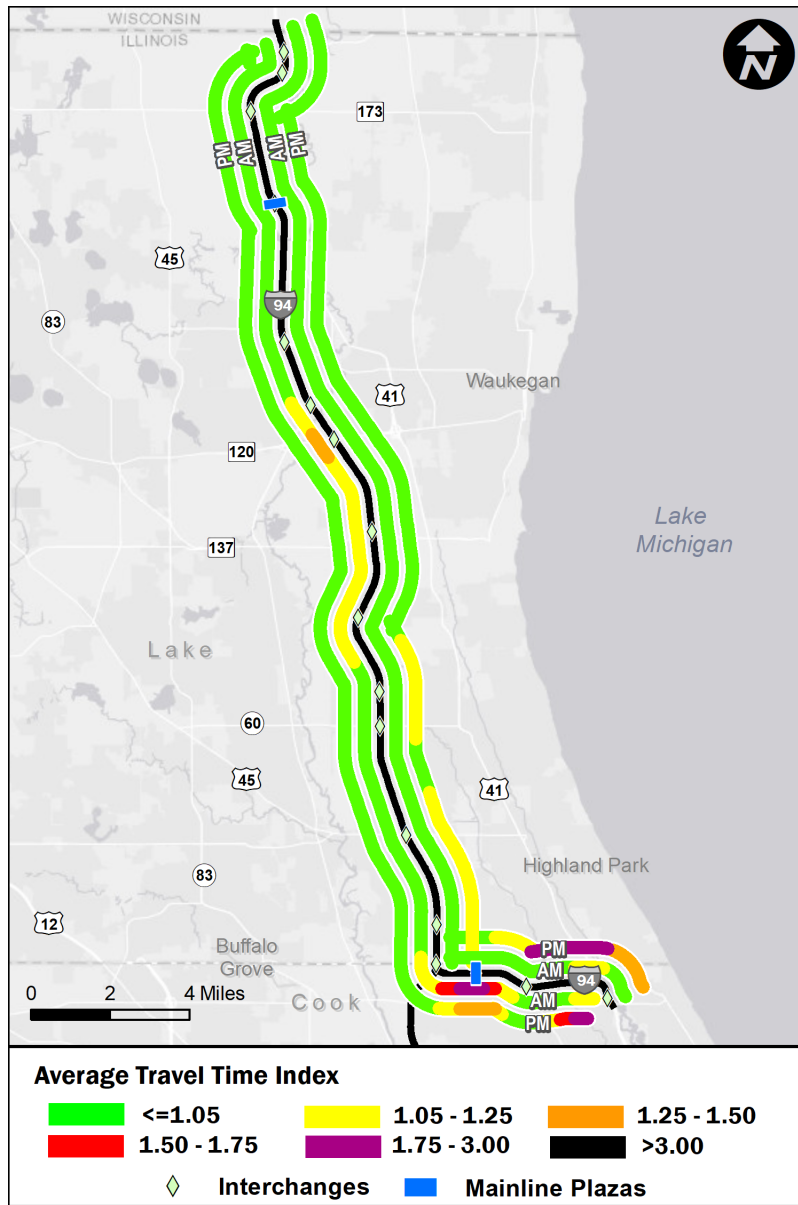 WISCONSIN
ILLINOIS
N
173
PM
AM
AM
PM
45
94
83
Waukegan
41
120
Lake
Michigan
137
Lake
60
45
41
83
Highland Park
12
Buffalo
Grove
PM
AM
94
0 2 4 Miles
Cook
AM
PM
Average Travel Time Index
<=1.05 1.05 - 1.25 1.25 - 1.50
1.50 - 1.75 1.75 - 3.00 >3.00
Interchanges Mainline Plazas